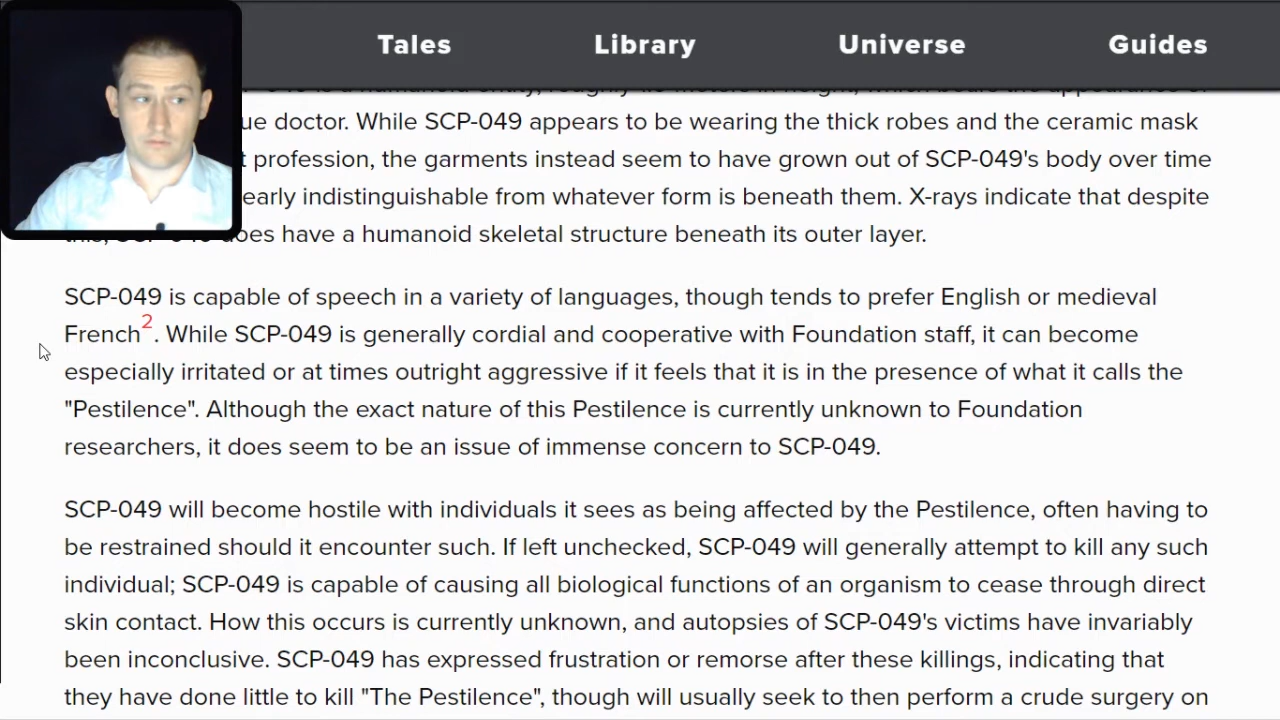 Tales Library Universe Guides
ue doctor. While SCP-049 appears to be wearing the thick robes and the ceramic mask
t profession, the garments instead seem to have grown out of SCP-049's body over time
early indistinguishable from whatever form is beneath them. X-rays indicate that despite
does have a humanoid skeletal structure beneath its outer layer.
SCP-049 is capable of speech in a variety of languages, though tends to prefer English or medieval
French2. While SCP-049 is generally cordial and cooperative with Foundation staff, it can become
especially irritated or at times outright aggressive if it feels that it is in the presence of what it calls the
"Pestilence". Although the exact nature of this Pestilence is currently unknown to Foundation
researchers, it does seem to be an issue of immense concern to SCP-049.
SCP-049 will become hostile with individuals it sees as being affected by the Pestilence, often having to
be restrained should it encounter such. If left unchecked, SCP-049 will generally attempt to kill any such
individual; SCP-049 is capable of causing all biological functions of an organism to cease through direct
skin contact. How this occurs is currently unknown, and autopsies of SCP-049's victims have invariably
been inconclusive. SCP-049 has expressed frustration or remorse after these killings, indicating that
they have done little to kill "The Pestilence", though will usually seek to then perform a crude surgery on